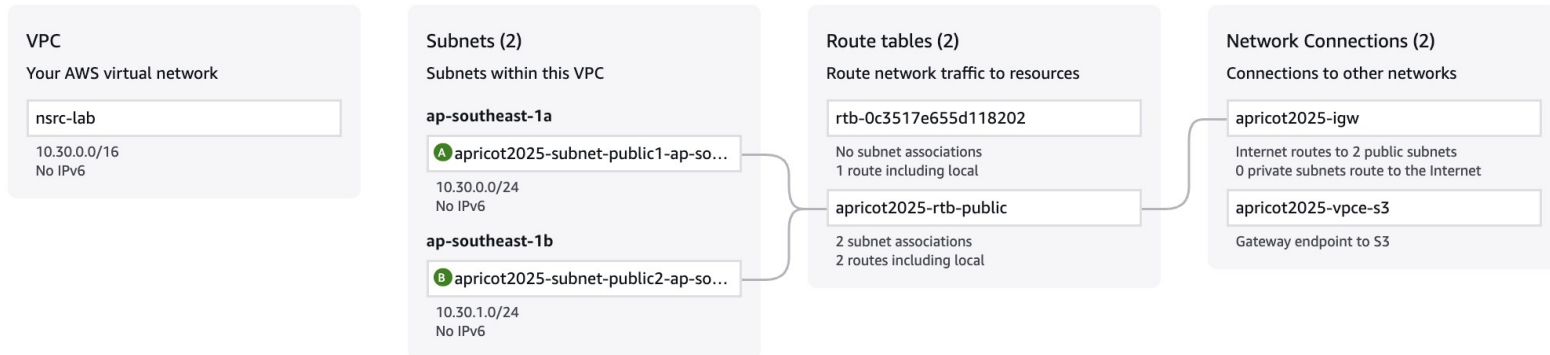 VPC
Your AWS virtual network
nsrc-lab
10.30.0.0/16
No IPv6
Subnets (2)
Subnets within this VPC
ap-southeast-1a
A apricot2025-subnet-public1-ap-so...
10.30.0.0/24
No IPv6
ap-southeast-1b
B apricot2025-subnet-public2-ap-so...
10.30.1.0/24
No IPv6
Route tables (2)
Route network traffic to resources
rtb-0c3517e655d118202
No subnet associations
1 route including local
apricot2025-rtb-public
2 subnet associations
2 routes including local
Network Connections (2)
Connections to other networks
apricot2025-igw
Internet routes to 2 public subnets
0 private subnets route to the Internet
apricot2025-vpce-s3
Gateway endpoint to S3